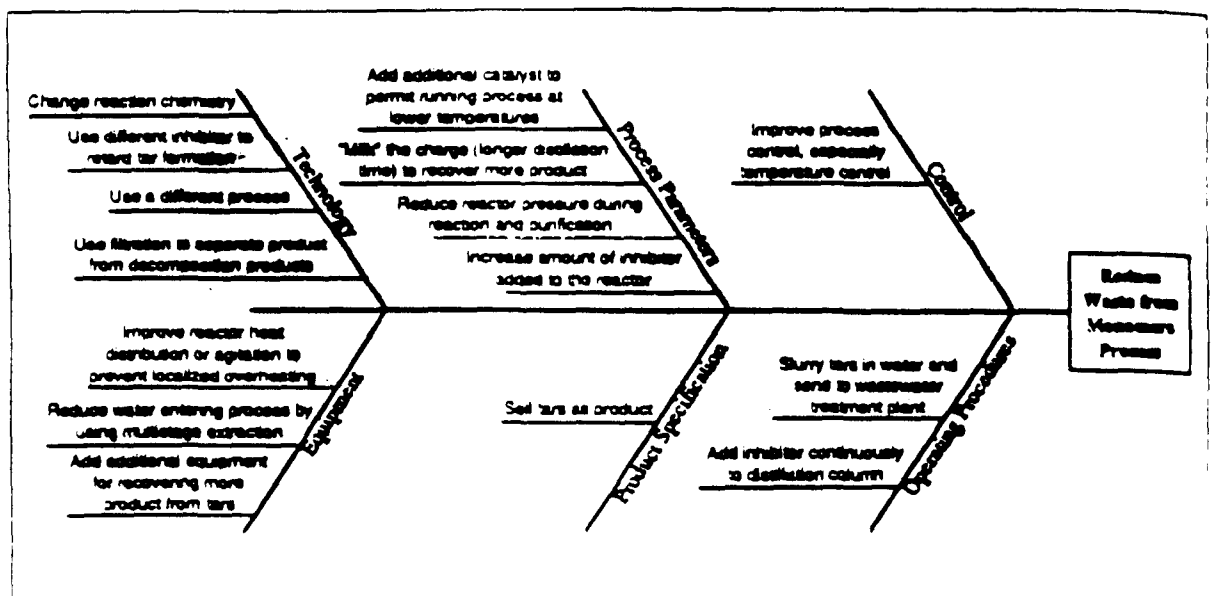 Change reaction chemistry
Use different inhibitor to
retard tar formation
Use a different process
Use filtration to separate product
from decomposition products
Technology
Add additional catalyst to
permit running process at
lower temperatures
"Milk" the charge (longer distillation
time) to recover more product
Reduce reactor pressure during
reaction and purification
Increase amount of inhibitor
added to the reactor
Process Parameters
Improve process
control, especially
temperature control
Control
Reduce
Waste from
Monomers
Process
Improve reactor heat
distribution or agitation to
prevent localized overheating
Reduce water entering process by
using multistage extraction
Add additional equipment
for recovering more
product from tars
Equipment
Sell tars as product
Product Specification
Slurry tars in water and
send to wastewater
treatment plant
Add inhibitor continuously
to distillation column
Operating Procedures